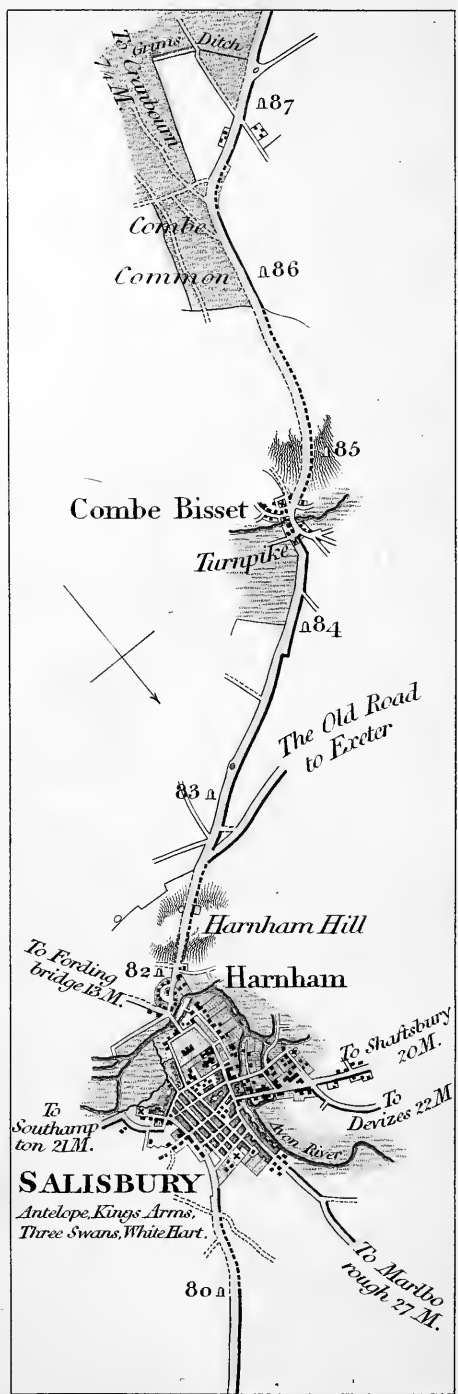 Grims Ditch
To Cranbourn
7¼ M.
87
Combe
Common
86
85
Combe Bisset
Turnpike
84
The Old Road
to Exeter
83
Harnham Hill
82
Harnham
To Fording
bridge 13 M.
To Shaftsbury
20 M.
To
Devizes 22 M
To
Southamp
ton 21 M.
Avon River
SALISBURY
Antelope, Kings Arms,
Three Swans, White Hart.
To Marlbo
rough 27 M.
80